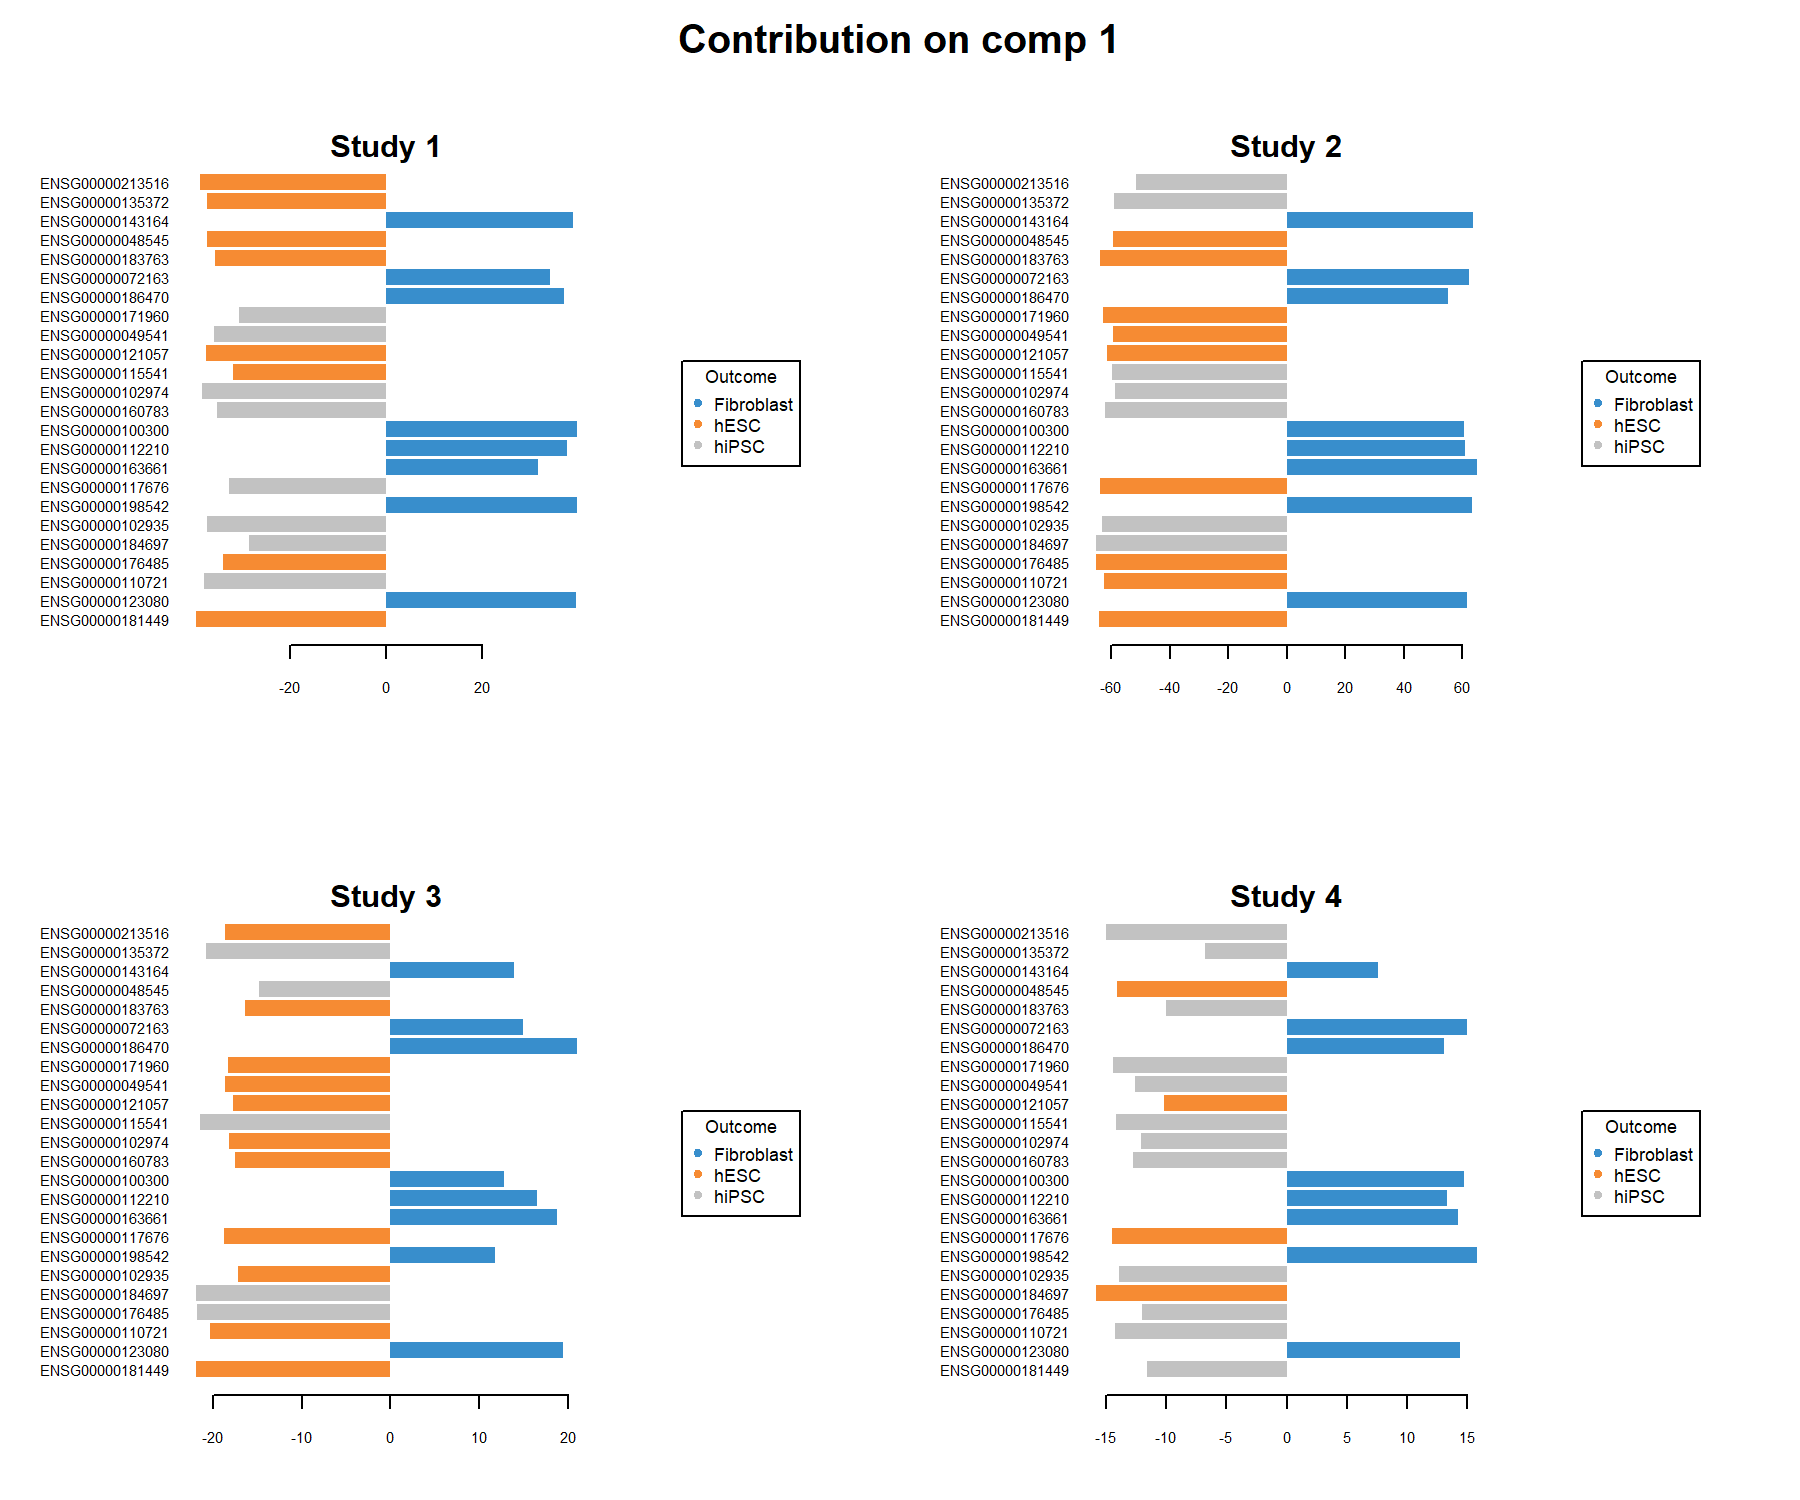 Contribution on comp 1
Study 1
ENSG00000213516
ENSG00000135372
ENSG00000143164
ENSG00000048545
ENSG00000183763
ENSG00000072163
ENSG00000186470
ENSG00000171960
ENSG00000049541
ENSG00000121057
ENSG00000115541
ENSG00000102974
ENSG00000160783
ENSG00000100300
ENSG00000112210
ENSG00000163661
ENSG00000117676
ENSG00000198542
ENSG00000102935
ENSG00000184697
ENSG00000176485
ENSG00000110721
ENSG00000123080
ENSG00000181449
-20 0 20
Outcome
Fibroblast
hESC
hiPSC
Study 2
ENSG00000213516
ENSG00000135372
ENSG00000143164
ENSG00000048545
ENSG00000183763
ENSG00000072163
ENSG00000186470
ENSG00000171960
ENSG00000049541
ENSG00000121057
ENSG00000115541
ENSG00000102974
ENSG00000160783
ENSG00000100300
ENSG00000112210
ENSG00000163661
ENSG00000117676
ENSG00000198542
ENSG00000102935
ENSG00000184697
ENSG00000176485
ENSG00000110721
ENSG00000123080
ENSG00000181449
-60 -40 -20 0 20 40 60
Outcome
Fibroblast
hESC
hiPSC
Study 3
ENSG00000213516
ENSG00000135372
ENSG00000143164
ENSG00000048545
ENSG00000183763
ENSG00000072163
ENSG00000186470
ENSG00000171960
ENSG00000049541
ENSG00000121057
ENSG00000115541
ENSG00000102974
ENSG00000160783
ENSG00000100300
ENSG00000112210
ENSG00000163661
ENSG00000117676
ENSG00000198542
ENSG00000102935
ENSG00000184697
ENSG00000176485
ENSG00000110721
ENSG00000123080
ENSG00000181449
-20 -10 0 10 20
Outcome
Fibroblast
hESC
hiPSC
Study 4
ENSG00000213516
ENSG00000135372
ENSG00000143164
ENSG00000048545
ENSG00000183763
ENSG00000072163
ENSG00000186470
ENSG00000171960
ENSG00000049541
ENSG00000121057
ENSG00000115541
ENSG00000102974
ENSG00000160783
ENSG00000100300
ENSG00000112210
ENSG00000163661
ENSG00000117676
ENSG00000198542
ENSG00000102935
ENSG00000184697
ENSG00000176485
ENSG00000110721
ENSG00000123080
ENSG00000181449
-15 -10 -5 0 5 10 15
Outcome
Fibroblast
hESC
hiPSC